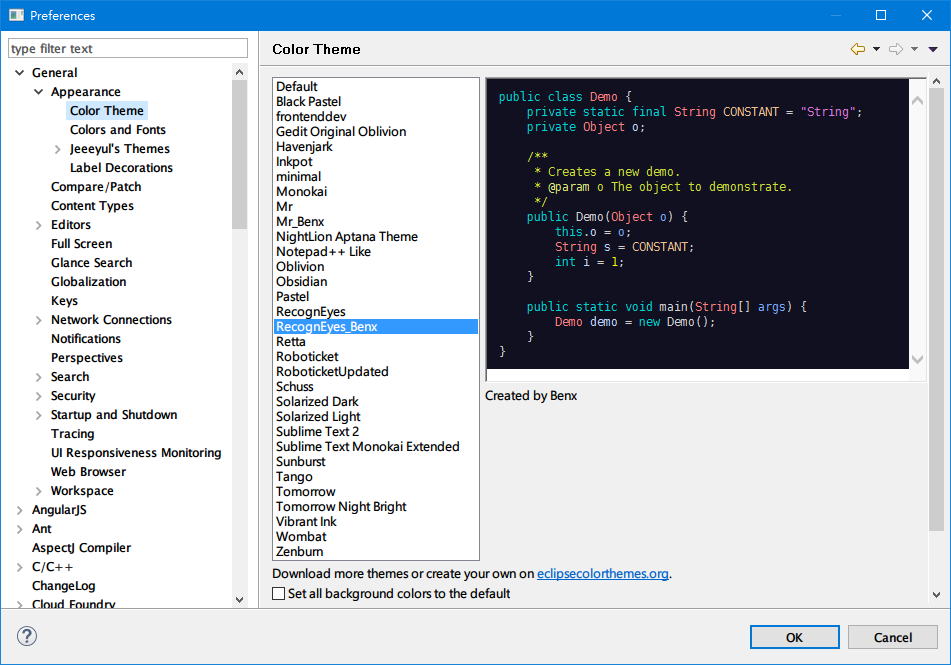 Preferences
type filter text
General
Appearance
Color Theme
Colors and Fonts
Jeeeyul's Themes
Label Decorations
Compare/Patch
Content Types
Editors
Full Screen
Glance Search
Globalization
Keys
Network Connections
Notifications
Perspectives
Search
Security
Startup and Shutdown
Tracing
UI Responsiveness Monitoring
Web Browser
Workspace
AngularJS
Ant
AspectJ Compiler
C/C++
ChangeLog
Cloud Foundry
Color Theme
Default
Black Pastel
frontenddev
Gedit Original Oblivion
Havenjark
Inkpot
minimal
Monokai
Mr
Mr_Benx
NightLion Aptana Theme
Notepad++ Like
Oblivion
Obsidian
Pastel
RecognEyes
RecognEyes_Benx
Retta
Roboticket
RoboticketUpdated
Schuss
Solarized Dark
Solarized Light
Sublime Text 2
Sublime Text Monokai Extended
Sunburst
Tango
Tomorrow
Tomorrow Night Bright
Vibrant Ink
Wombat
Zenburn
public class Demo {
    private static final String CONSTANT = "String";
    private Object o;
    /**
     * Creates a new demo.
     * @param o The object to demonstrate.
     */
    public Demo(Object o) {
        this.o = o;
        String s = CONSTANT;
        int i = 1;
    }
    public static void main(String[] args) {
        Demo demo = new Demo();
    }
}
Created by Benx
Download more themes or create your own on eclipsecolorthemes.org.
Set all background colors to the default
?
OK
Cancel